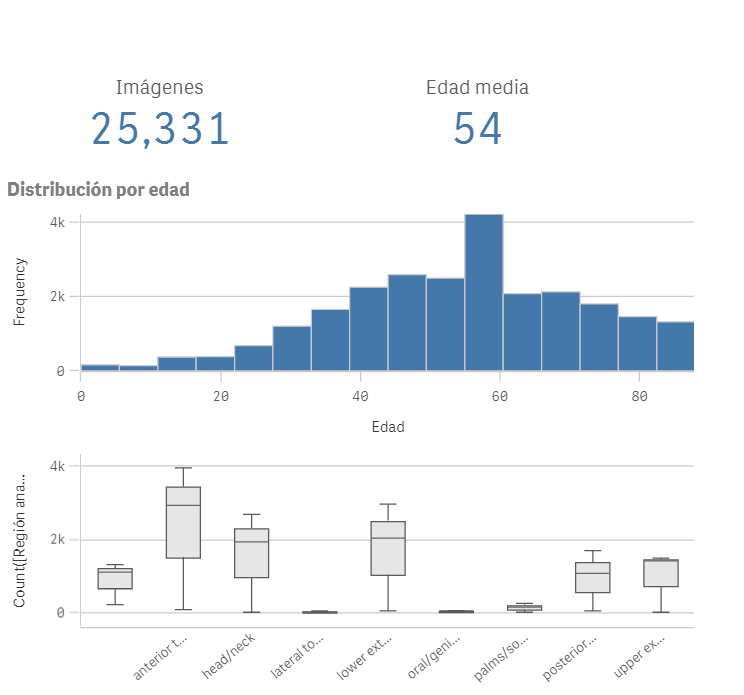 Imágenes
Edad media
25,331
54
Distribución por edad
Frequency
4k
2k
0
0
20
40
60
80
Edad
Count([Región ana...
4k
2k
0
anterior t...
head/neck
lateral to...
lower ext...
oral/geni...
palms/so...
posterior...
upper ex...